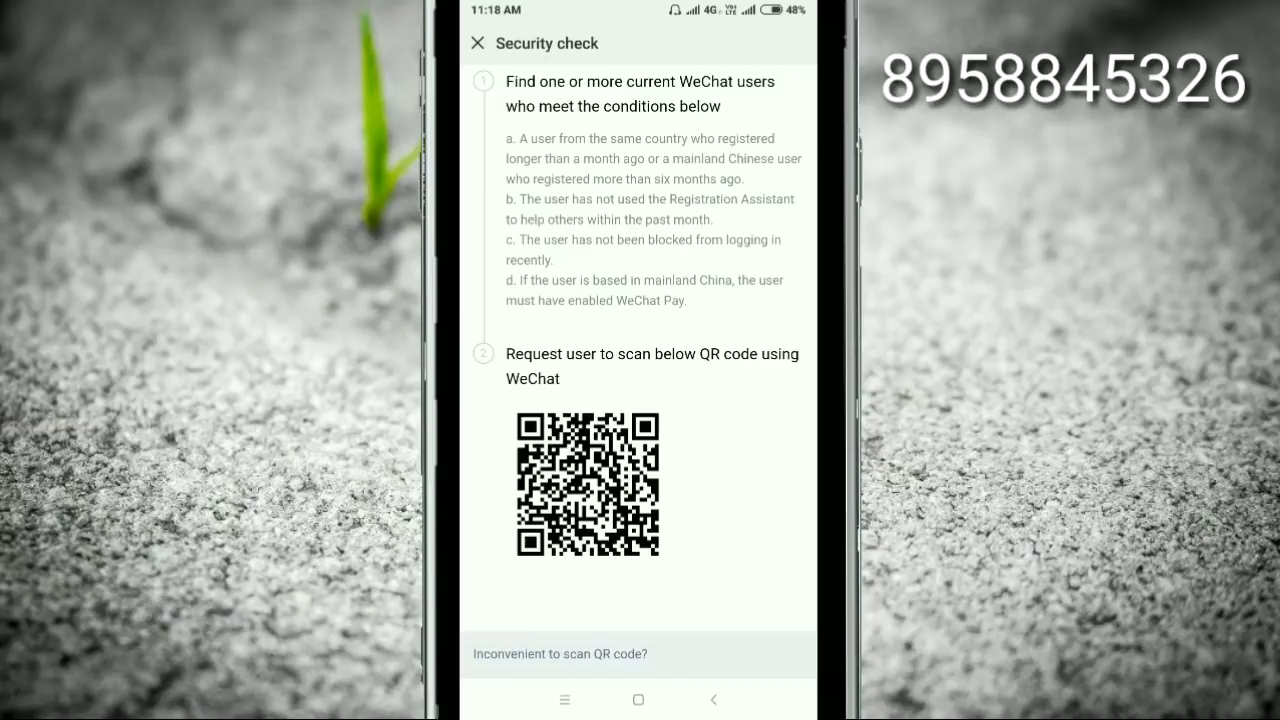 11:18 AM 4G Vo) LTE 48%
Security check
8958845326
1 Find one or more current WeChat users
who meet the conditions below
a. A user from the same country who registered
longer than a month ago or a mainland Chinese user
who registered more than six months ago.
b. The user has not used the Registration Assistant
to help others within the past month.
c. The user has not been blocked from logging in
recently.
d. If the user is based in mainland China, the user
must have enabled WeChat Pay.
2 Request user to scan below QR code using
WeChat
Inconvenient to scan QR code?